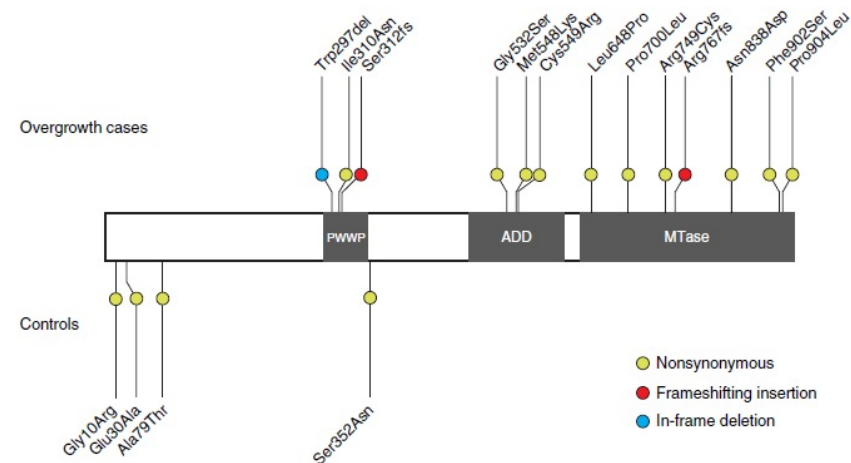 Trp297del
Ile310Asn
Ser312fs
Gly532Ser
Met548Lys
Cys549Arg
Leu648Pro
Pro700Leu
Arg749Cys
Arg767fs
Asn838Asp
Phe902Ser
Pro904Leu
Overgrowth cases
PWWP
ADD
MTase
Controls
Gly10Arg
Glu30Ala
Ala79Thr
Ser352Asn
Nonsynonymous
Frameshifting insertion
In-frame deletion